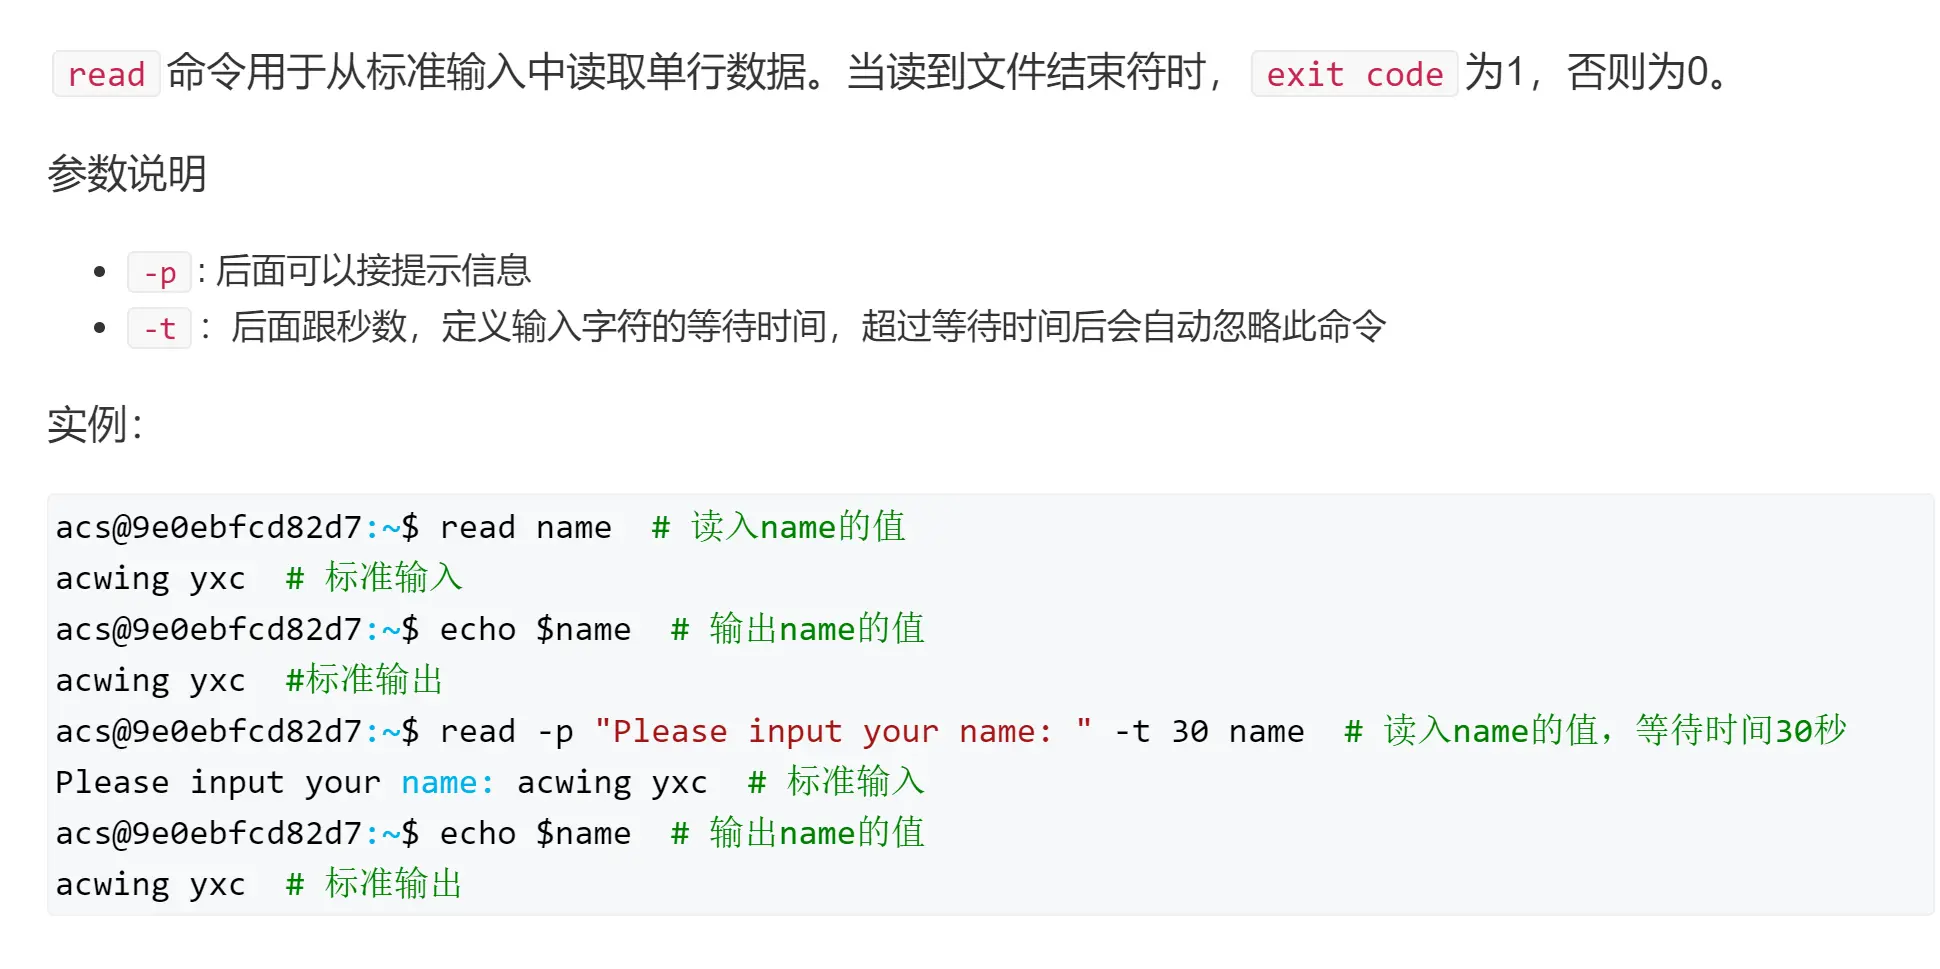 read 命令用于从标准输入中读取单行数据。当读到文件结束符时，exit code 为1，否则为0。
参数说明
• -p : 后面可以接提示信息
• -t ：后面跟秒数，定义输入字符的等待时间，超过等待时间后会自动忽略此命令
实例：
acs@9e0ebfcd82d7:~$ read name  # 读入name的值
acwing yxc  # 标准输入
acs@9e0ebfcd82d7:~$ echo $name  # 输出name的值
acwing yxc  #标准输出
acs@9e0ebfcd82d7:~$ read -p "Please input your name: " -t 30 name  # 读入name的值，等待时间30秒
Please input your name: acwing yxc  # 标准输入
acs@9e0ebfcd82d7:~$ echo $name  # 输出name的值
acwing yxc  # 标准输出